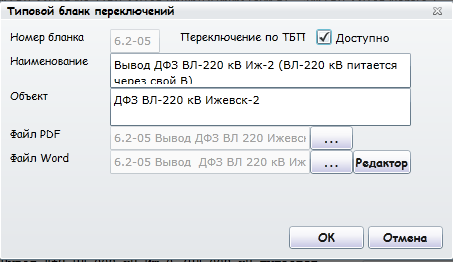 Типовой бланк переключений
Номер бланка 6.2-05 Переключение по ТБП Доступно
Наименование Вывод ДФЗ ВЛ-220 кВ Иж-2 (ВЛ-220 кВ питается
через свой В)
Объект ДФЗ ВЛ-220 кВ Ижевск-2
Файл PDF 6.2-05 Вывод ДФЗ ВЛ 220 Ижевск ...
Файл Word 6.2-05 Вывод ДФЗ ВЛ 220 кВ Иж ... Редактор
ОК Отмена